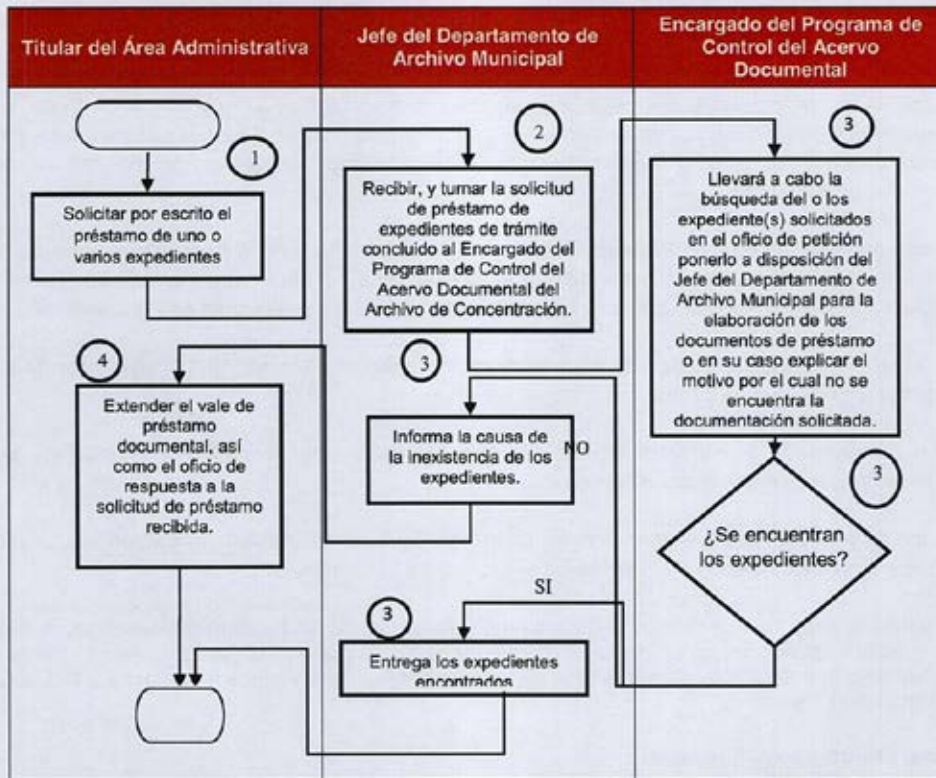 Titular del Área Administrativa
Jefe del Departamento de
Archivo Municipal
Encargado del Programa de
Control del Acervo
Documental
1
Solicitar por escrito el
préstamo de uno o
varios expedientes
2
Recibir, y turnar la solicitud
de préstamo de
expedientes de trámite
concluido al Encargado del
Programa de Control del
Acervo Documental del
Archivo de Concentración.
3
Llevará a cabo la
búsqueda del o los
expediente(s) solicitados
en el oficio de petición
ponerlo a disposición del
Jefe del Departamento de
Archivo Municipal para la
elaboración de los
documentos de préstamo
o en su caso explicar el
motivo por el cual no se
encuentra la
documentación solicitada.
3
¿Se encuentran
los expedientes?
NO
3
Informa la causa de
la inexistencia de los
expedientes.
4
Extender el vale de
préstamo
documental, así
como el oficio de
respuesta a la
solicitud de préstamo
recibida.
SI
3
Entrega los expedientes
encontrados